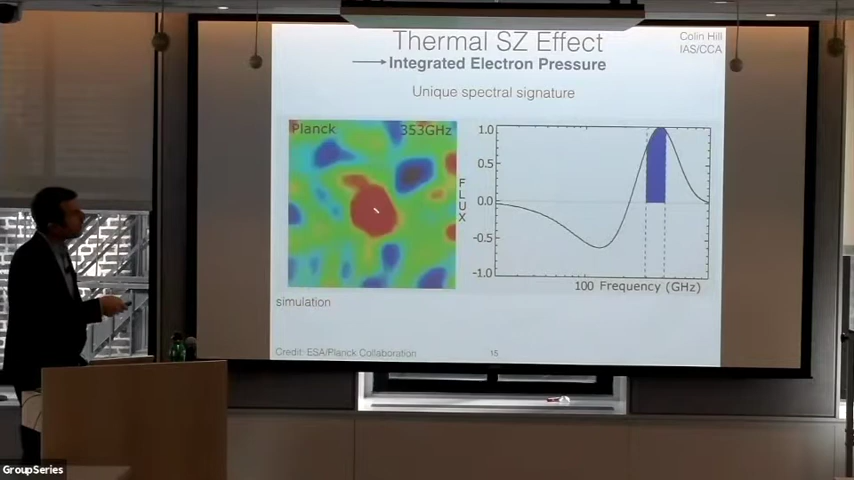 Thermal SZ Effect
Colin Hill
IAS/CCA
Integrated Electron Pressure
Unique spectral signature
Planck 353GHz
1.0
0.5
0.0
-0.5
-1.0
FLUX
100 Frequency (GHz)
simulation
Credit: ESA/Planck Collaboration
15
GroupSeries